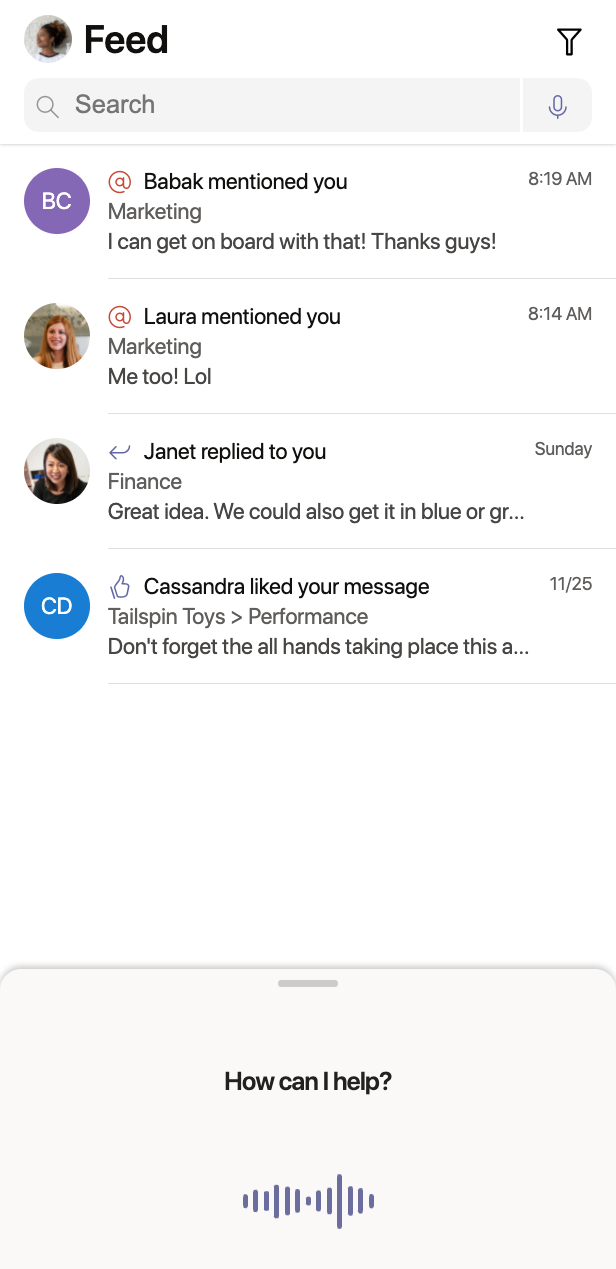 Feed
Search
BC
@ Babak mentioned you
8:19 AM
Marketing
I can get on board with that! Thanks guys!
@ Laura mentioned you
8:14 AM
Marketing
Me too! Lol
Janet replied to you
Sunday
Finance
Great idea. We could also get it in blue or gr...
CD
Cassandra liked your message
11/25
Tailspin Toys > Performance
Don't forget the all hands taking place this a...
How can I help?